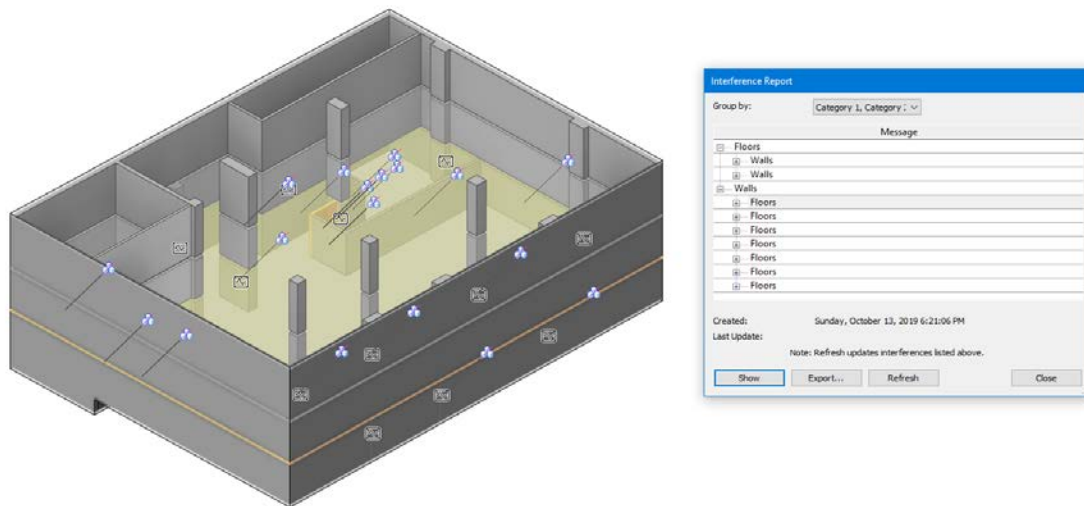 Interference Report
Group by: Category 1, Category 2
Message
Floors
Walls
Walls
Walls
Floors
Floors
Floors
Floors
Floors
Floors
Floors
Created: Sunday, October 13, 2019 6:21:06 PM
Last Update:
Note: Refresh updates interferences listed above.
Show Export... Refresh Close